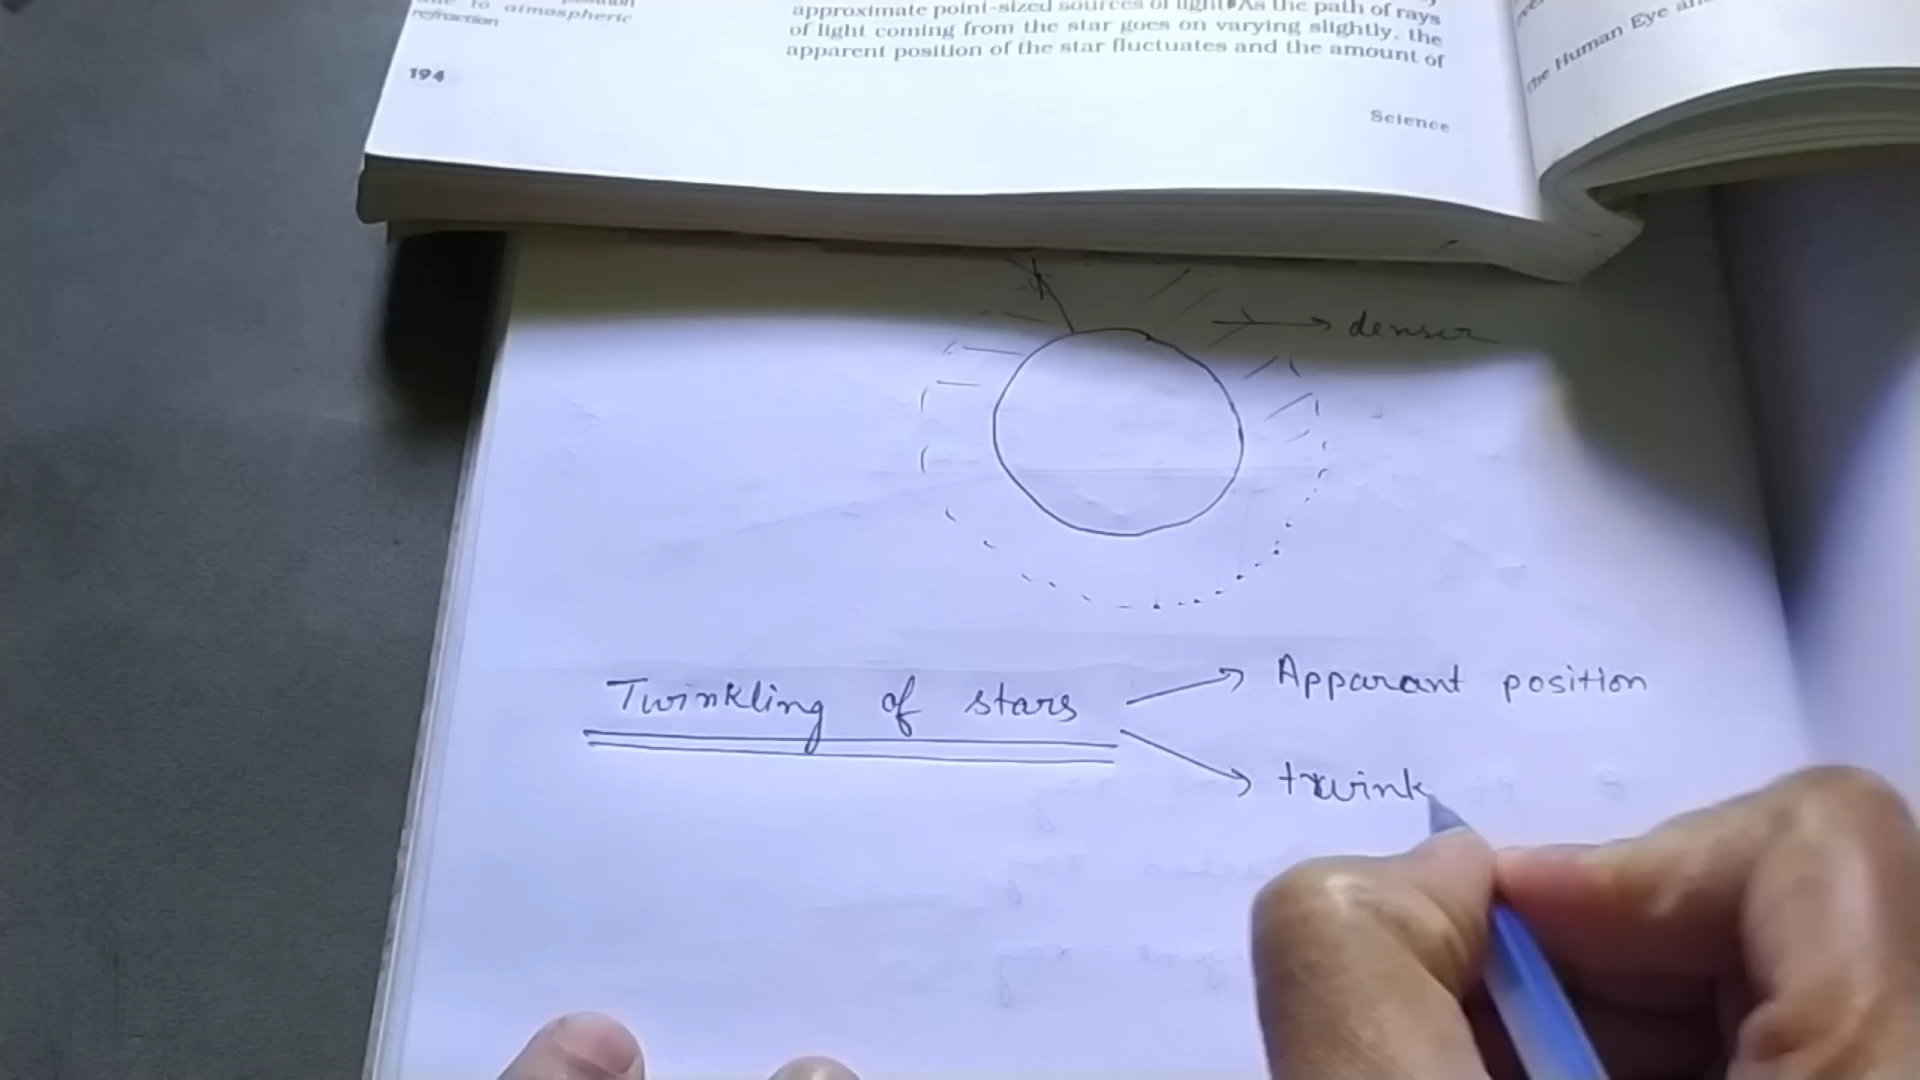 to atmospheric
refraction
194
approximate point-sized sources of light. As the path of rays
of light coming from the star goes on varying slightly, the
apparent position of the star fluctuates and the amount of
Science
The Human Eye
denser
Twinkling of stars
Apparant position
twink